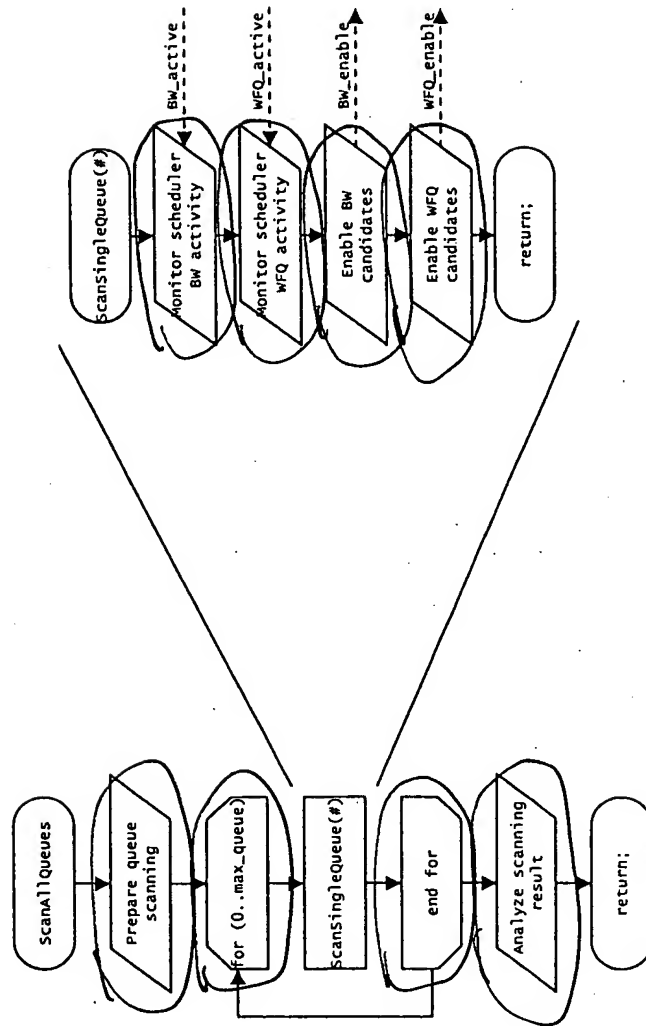 ScanAllQueues
Prepare queue
scanning
for (0..max_queue)
ScanSingleQueue(#)
end for
Analyze scanning
result
return;
ScanSingleQueue(#)
Monitor scheduler
BW activity
BW_active
Monitor scheduler
WFQ activity
WFQ_active
Enable BW
candidates
BW_enable
Enable WFQ
candidates
WFQ_enable
return;